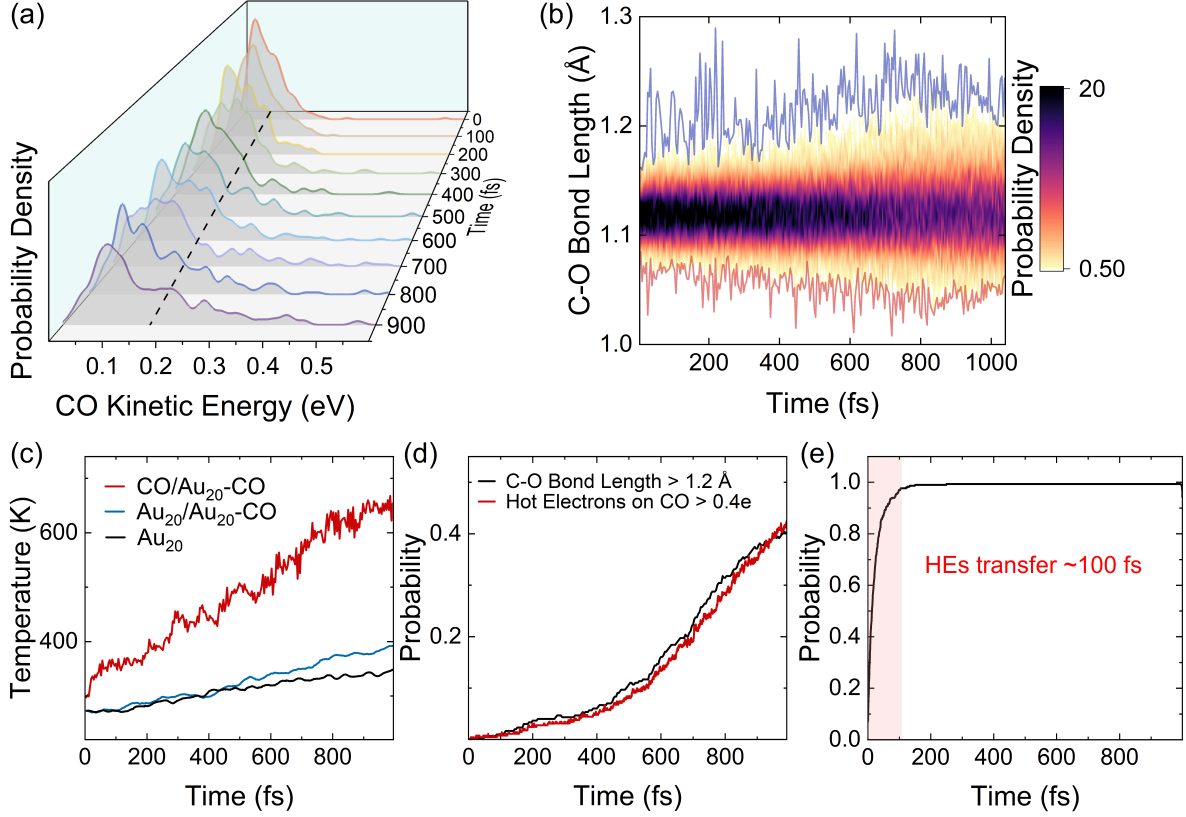 (a)
Probability Density
0
100
200
300
400
500
600
700
800
900
Time (fs)
0.1 0.2 0.3 0.4 0.5
CO Kinetic Energy (eV)
(b)
C-O Bond Length (Å)
1.3
1.2
1.1
1.0
200 400 600 800 1000
Time (fs)
Probability Density
20
0.50
(c)
Temperature (K)
600
400
CO/Au₂₀-CO
Au₂₀/Au₂₀-CO
Au₂₀
0 200 400 600 800
Time (fs)
(d)
Probability
0.4
0.2
C-O Bond Length > 1.2 Å
Hot Electrons on CO > 0.4e
0 200 400 600 800
Time (fs)
(e)
Probability
1.0
0.8
0.6
0.4
0.2
0.0
HEs transfer ~100 fs
0 200 400 600 800
Time (fs)